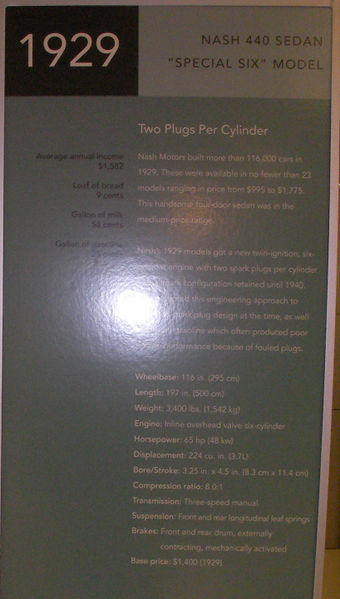 1929
NASH 440 SEDAN
"SPECIAL SIX" MODEL
Two Plugs Per Cylinder
Average annual income
$1,582
Loaf of bread
9 cents
Gallon of milk
58 cents
Gallon of gasoline
cents
Nash Motors built more than 116,000 cars in
1929. These were available in no fewer than 23
models ranging in price from $995 to $1,775.
This handsome four-door sedan was in the
medium-price range.
Nash's 1929 models got a new twin-ignition, six-
engine with two spark plugs per cylinder
configuration retained until 1940.
this engineering approach to
plug design at the time, as well
gasoline which often produced poor
performance because of fouled plugs.
Wheelbase: 116 in. (295 cm)
Length: 197 in. (500 cm)
Weight: 3,400 lbs. (1,542 kg)
Engine: Inline overhead valve six-cylinder
Horsepower: 65 hp (48 kw)
Displacement: 224 cu. in. (3.7L)
Bore/Stroke: 3.25 in. x 4.5 in. (8.3 cm x 11.4 cm)
Compression ratio: 8.0:1
Transmission: Three-speed manual
Suspension: Front and rear longitudinal leaf springs
Brakes: Front and rear drum, externally
contracting, mechanically activated
Base price: $1,400 (1929)